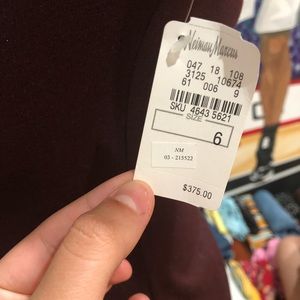 Neiman Marcus
047 18 108
3125 10674
61 006 9
SKU 4643 5621
SIZE
6
NM
03 - 215522
$375.00